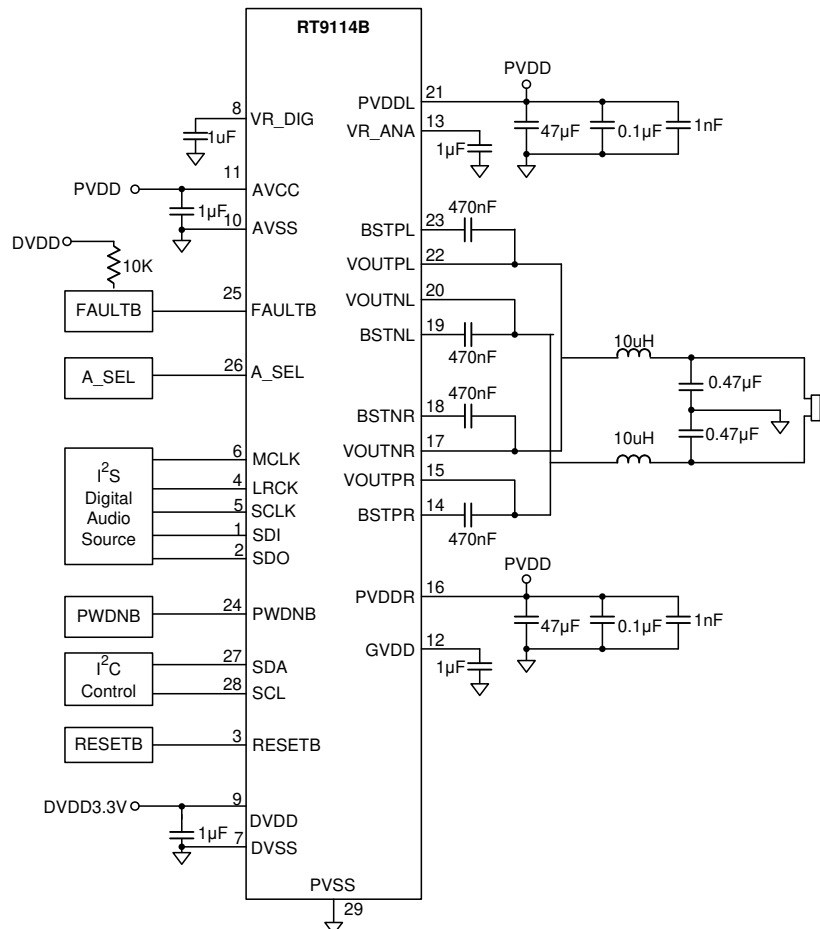 RT9114B
PVDD
8
VR_DIG
1uF
PVDDL
21
VR_ANA
13
1µF
47µF
0.1µF
1nF
PVDD
11
AVCC
1µF
10
AVSS
DVDD
10K
FAULTB
25
FAULTB
A_SEL
26
A_SEL
BSTPL
23
470nF
VOUTPL
22
VOUTNL
20
BSTNL
19
470nF
BSTNR
18
470nF
VOUTNR
17
VOUTPR
15
BSTPR
14
470nF
10uH
0.47µF
10uH
0.47µF
I2S
Digital
Audio
Source
6
MCLK
4
LRCK
5
SCLK
1
SDI
2
SDO
PWDNB
24
PWDNB
I2C
Control
27
SDA
28
SCL
RESETB
3
RESETB
PVDD
PVDDR
16
47µF
0.1µF
1nF
GVDD
12
1µF
DVDD3.3V
9
DVDD
1µF
7
DVSS
PVSS
29